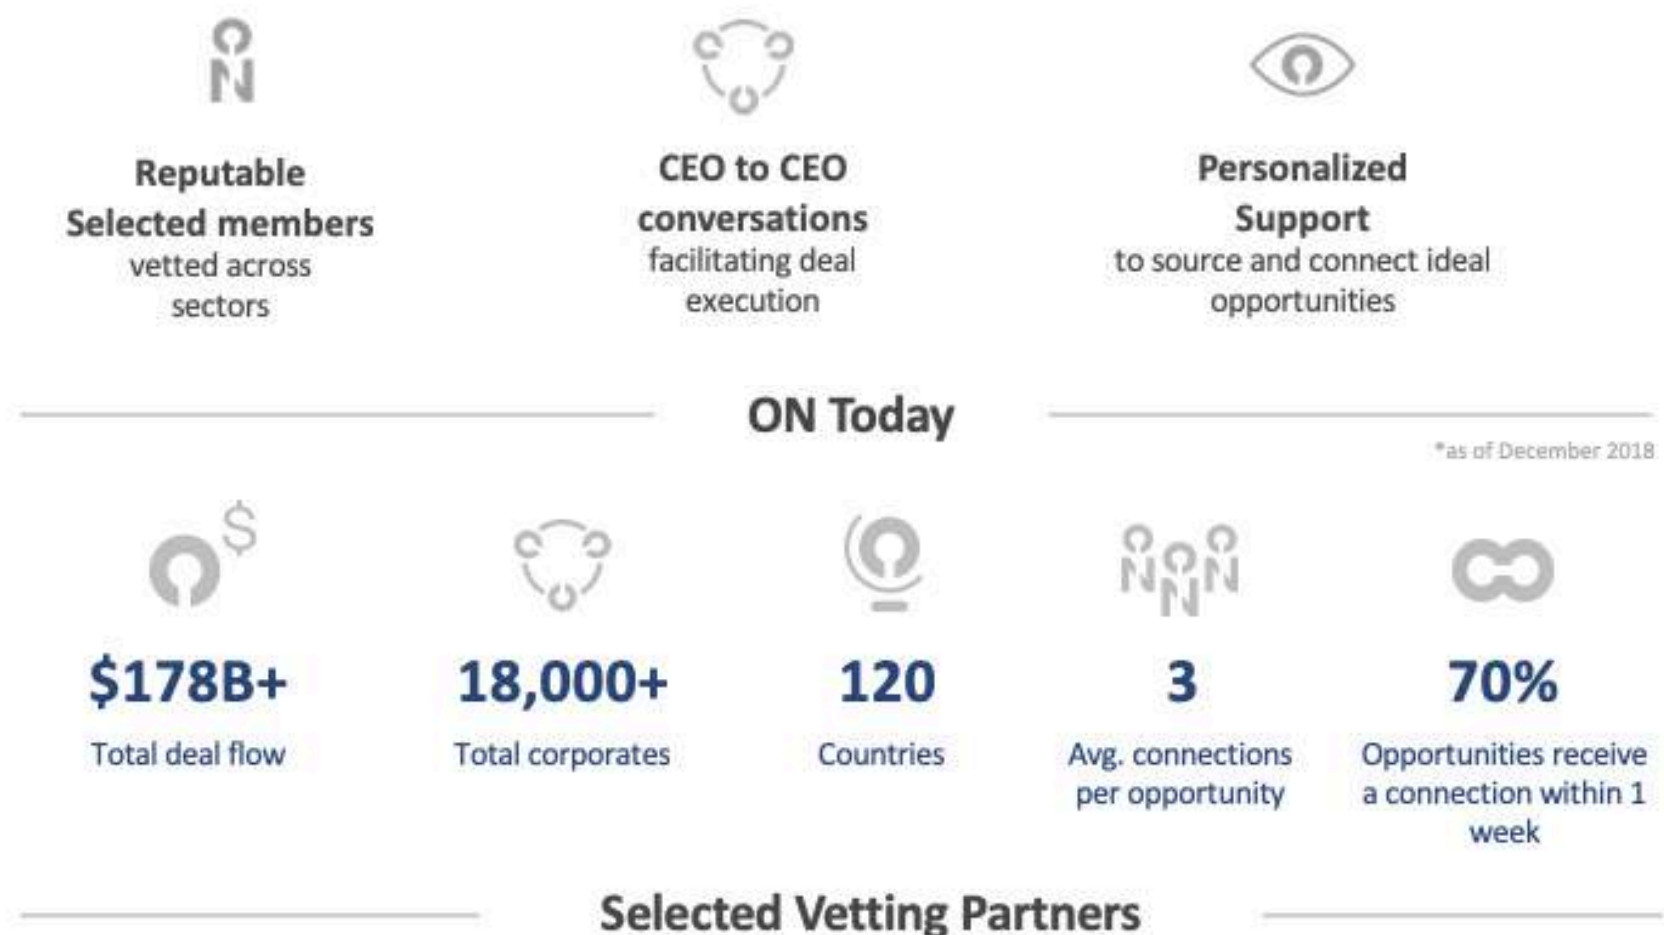 Reputable
Selected members
vetted across
sectors
CEO to CEO
conversations
facilitating deal
execution
Personalized
Support
to source and connect ideal
opportunities
ON Today
*as of December 2018
$178B+
Total deal flow
18,000+
Total corporates
120
Countries
3
Avg. connections
per opportunity
70%
Opportunities receive
a connection within 1
week
Selected Vetting Partners